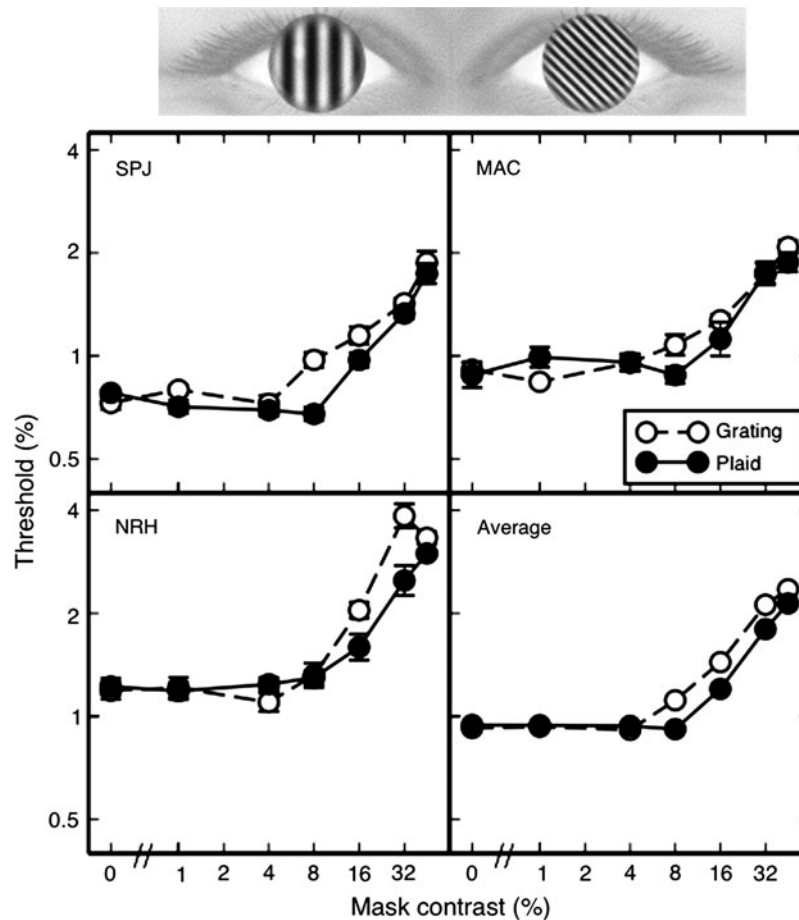 4
2
1
0.5
SPJ
MAC
Grating
Plaid
Threshold (%)
4
2
1
0.5
NRH
Average
0 // 1 2 4 8 16 32
0 // 1 2 4 8 16 32
Mask contrast (%)